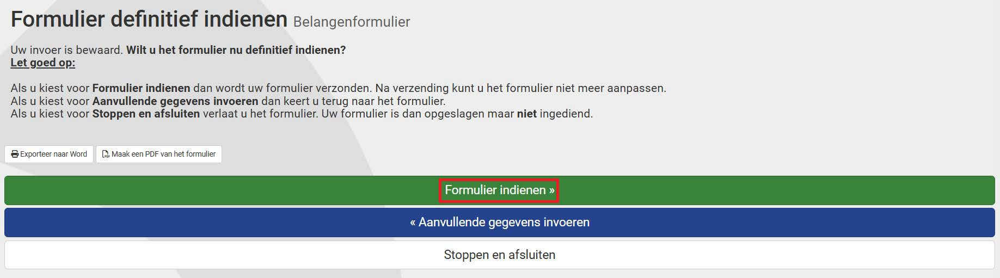 Formulier definitief indienen Belangenformulier
Uw invoer is bewaard. Wilt u het formulier nu definitief indienen?
Let goed op:
Als u kiest voor Formulier indienen dan wordt uw formulier verzonden. Na verzending kunt u het formulier niet meer aanpassen.
Als u kiest voor Aanvullende gegevens invoeren dan keert u terug naar het formulier.
Als u kiest voor Stoppen en afsluiten verlaat u het formulier. Uw formulier is dan opgeslagen maar niet ingediend.
Exporteer naar Word PDF Maak een PDF van het formulier
Formulier indienen »
« Aanvullende gegevens invoeren
Stoppen en afsluiten